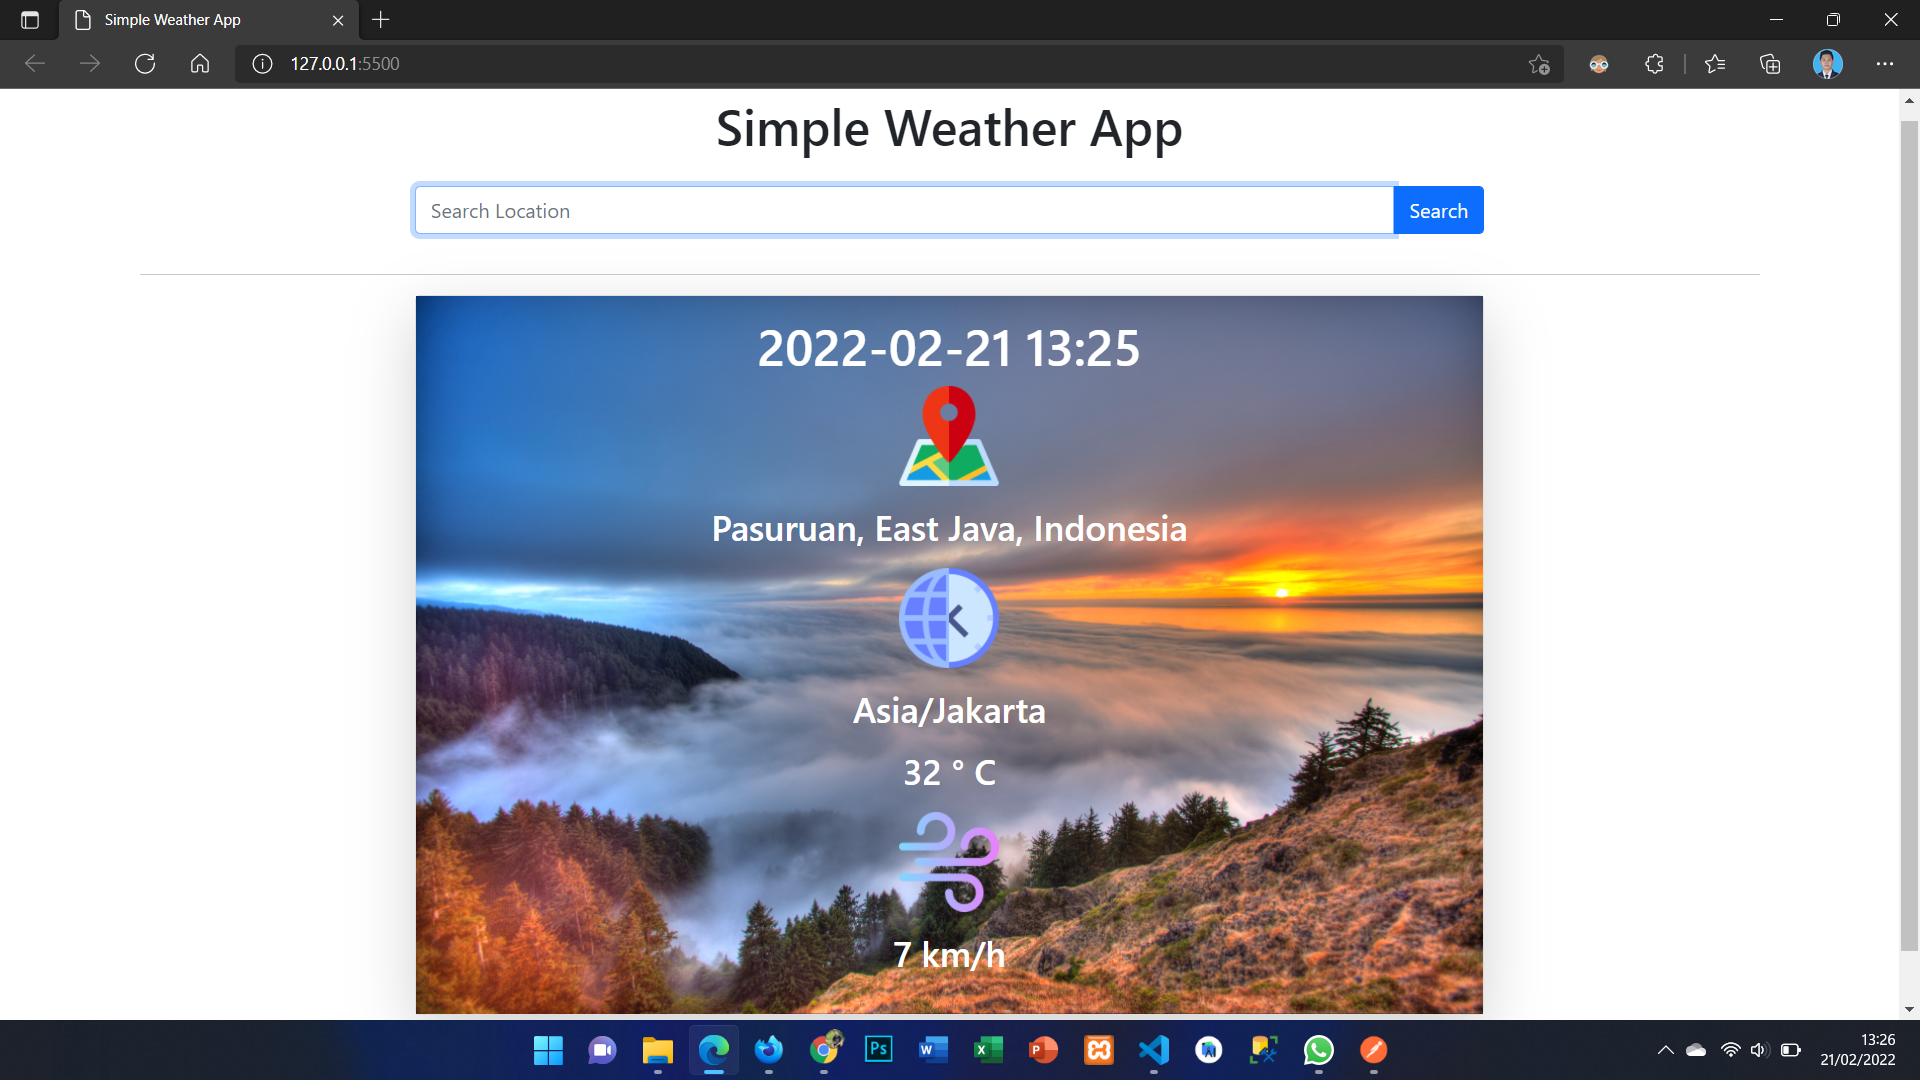 Simple Weather App
127.0.0.1:5500
Simple Weather App
Search Location
Search
2022-02-21 13:25
Pasuruan, East Java, Indonesia
Asia/Jakarta
32 ° C
7 km/h
Ps
W
X
P
13:26
21/02/2022